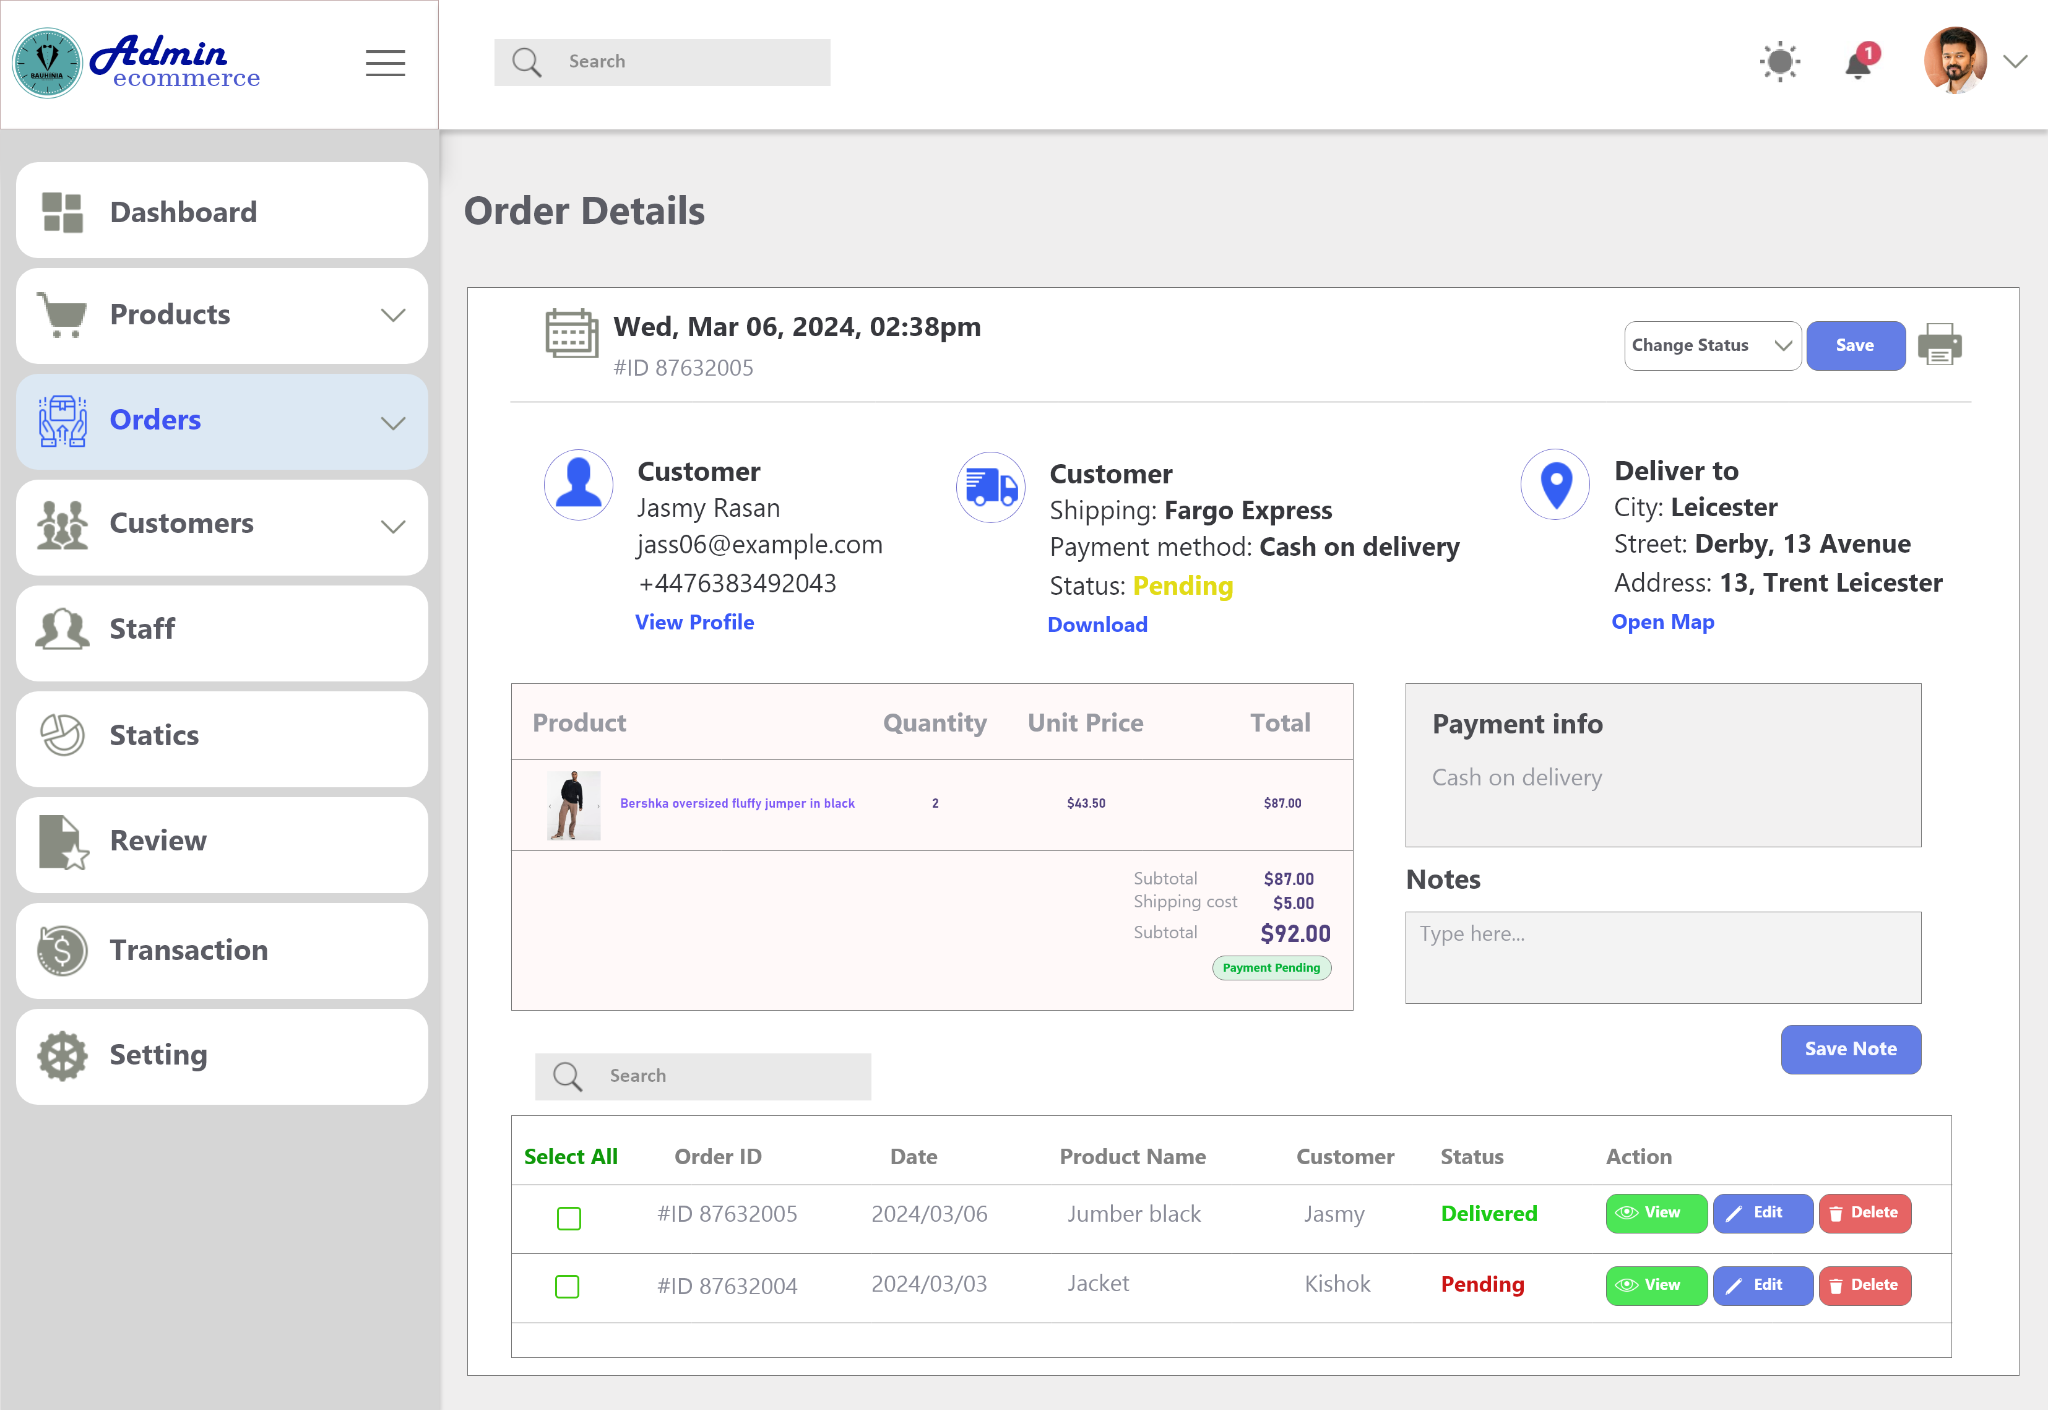 BAUHINIA
Admin
ecommerce
Search
1
Dashboard
Products
Orders
Customers
Staff
Statics
Review
Transaction
Setting
Order Details
Wed, Mar 06, 2024, 02:38pm
#ID 87632005
Change Status
Save
Customer
Jasmy Rasan
jass06@example.com
+4476383492043
View Profile
Customer
Shipping: Fargo Express
Payment method: Cash on delivery
Status: Pending
Download
Deliver to
City: Leicester
Street: Derby, 13 Avenue
Address: 13, Trent Leicester
Open Map
Product Quantity Unit Price Total
Bershka oversized fluffy jumper in black 2 $43.50 $87.00
Subtotal $87.00
Shipping cost $5.00
Subtotal $92.00
Payment Pending
Payment info
Cash on delivery
Notes
Type here...
Save Note
Search
Select All Order ID Date Product Name Customer Status Action
#ID 87632005 2024/03/06 Jumber black Jasmy Delivered View Edit Delete
#ID 87632004 2024/03/03 Jacket Kishok Pending View Edit Delete